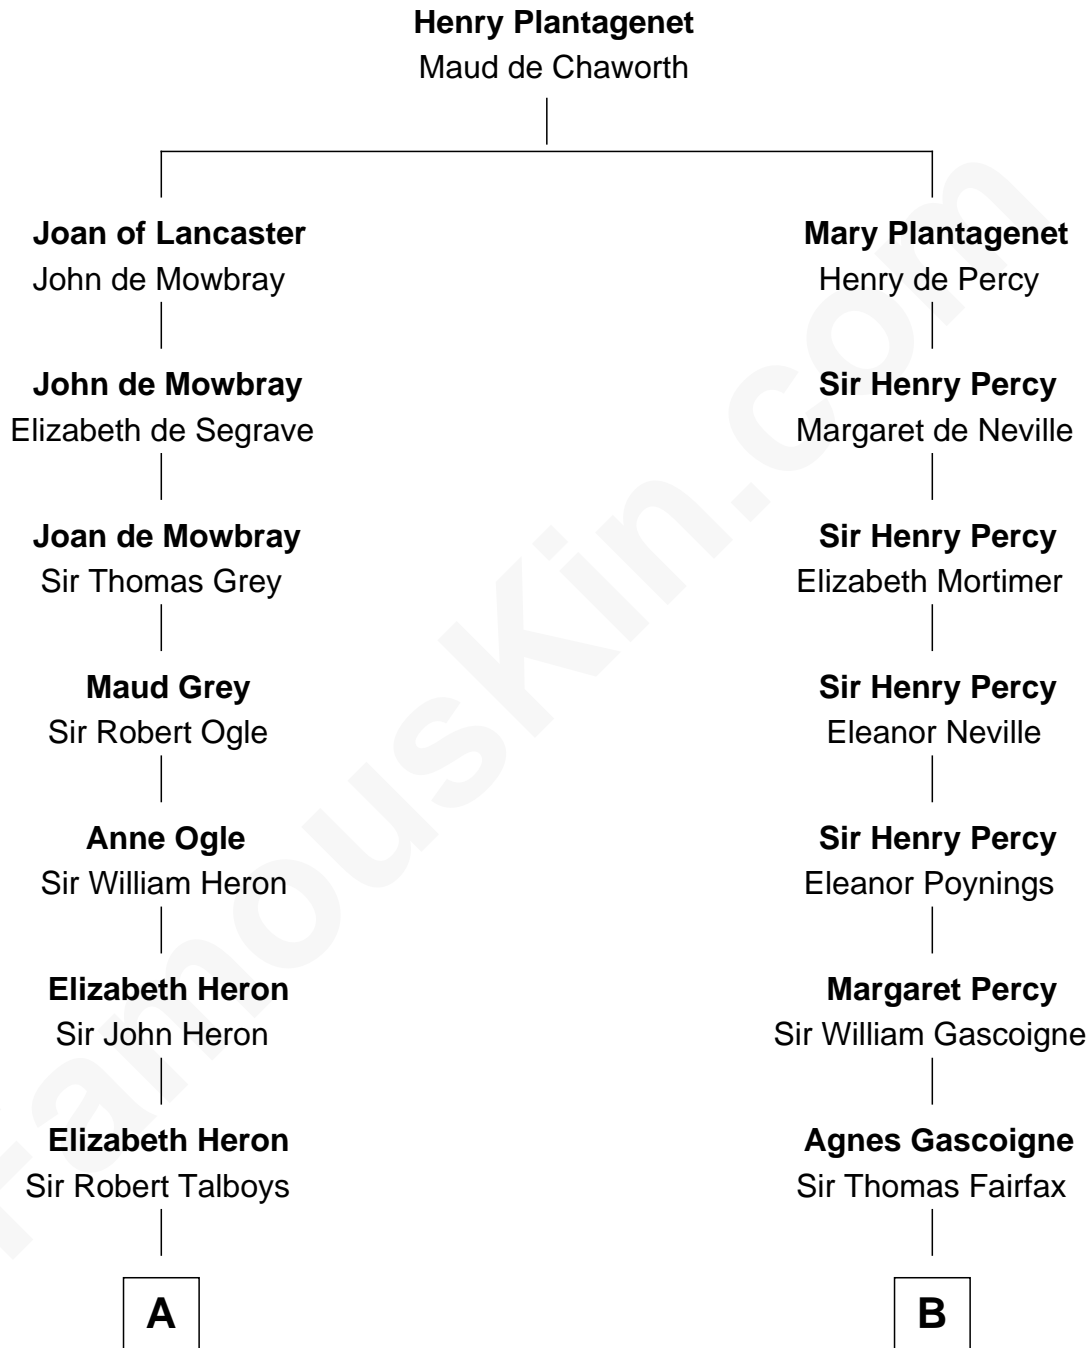 Henry Plantagenet
Maud de Chaworth
Joan of Lancaster
John de Mowbray
Mary Plantagenet
Henry de Percy
John de Mowbray
Elizabeth de Segrave
Sir Henry Percy
Margaret de Neville
Joan de Mowbray
Sir Thomas Grey
Sir Henry Percy
Elizabeth Mortimer
Maud Grey
Sir Robert Ogle
Sir Henry Percy
Eleanor Neville
Anne Ogle
Sir William Heron
Sir Henry Percy
Eleanor Poynings
Elizabeth Heron
Sir John Heron
Margaret Percy
Sir William Gascoigne
Elizabeth Heron
Sir Robert Talboys
Agnes Gascoigne
Sir Thomas Fairfax
A
B
FamousKin.com